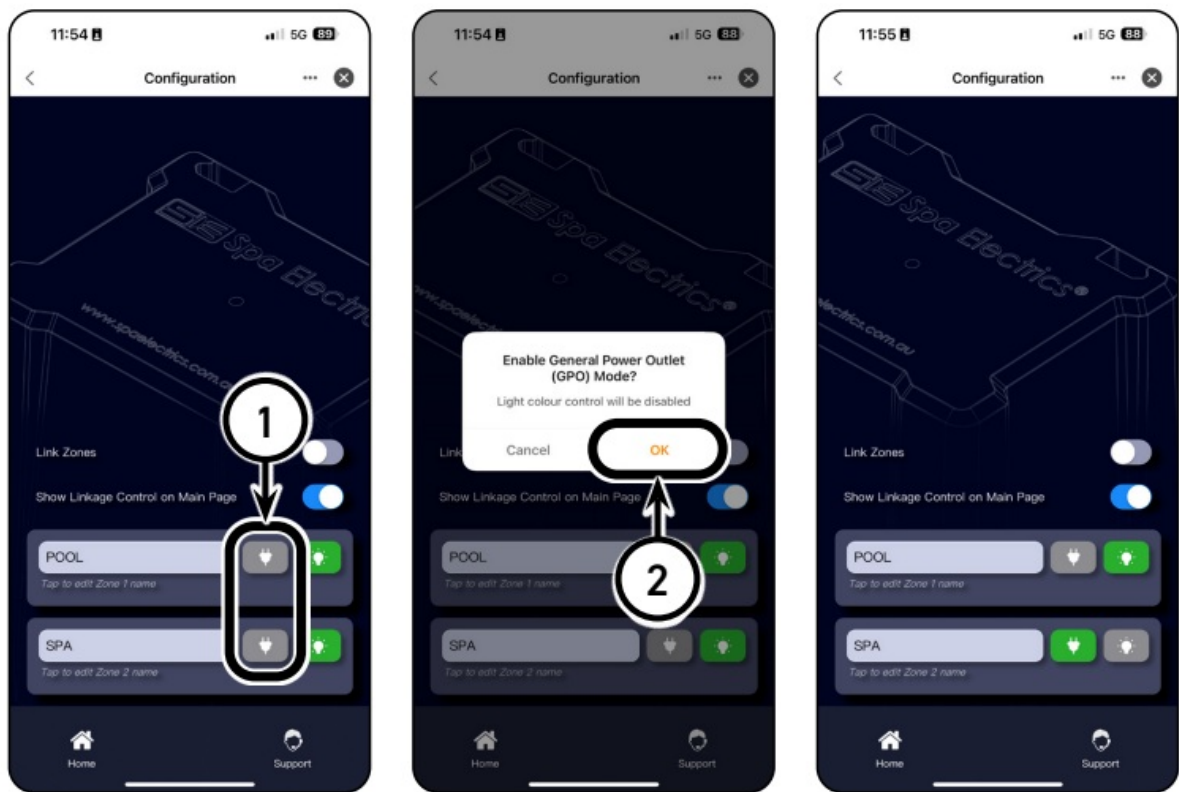 11:54
5G 89
Configuration
SE Spa Electrics
www.spaelectrics.com.au
1
Link Zones
Show Linkage Control on Main Page
POOL
Tap to edit Zone 1 name
SPA
Tap to edit Zone 2 name
Home
Support
11:54
5G 88
Configuration
Spa Electrics®
Enable General Power Outlet
(GPO) Mode?
Light colour control will be disabled
Cancel
OK
Link
Show Linkage Control on Main Page
2
POOL
Tap to edit Zone 1 name
SPA
Tap to edit Zone 2 name
Home
Support
11:55
5G 88
Configuration
SE Spa Electrics®
Link Zones
Show Linkage Control on Main Page
POOL
Tap to edit Zone 1 name
SPA
Tap to edit Zone 2 name
Home
Support